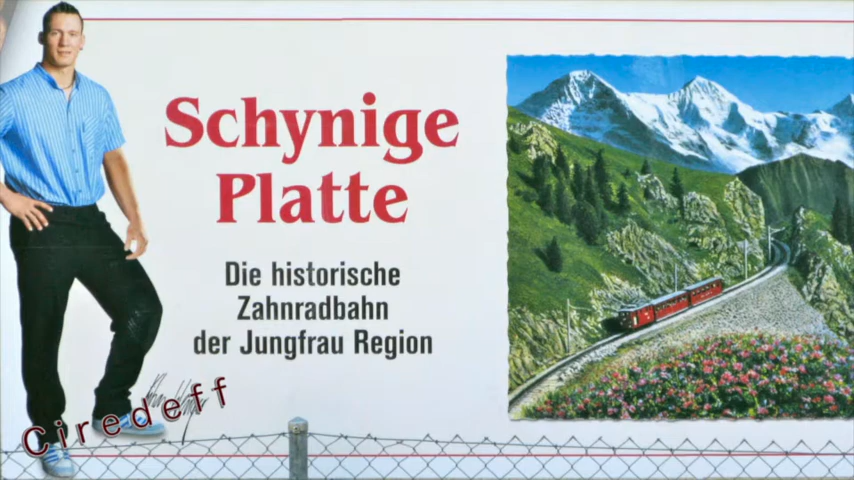 Schynige
Platte
Die historische
Zahnradbahn
der Jungfrau Region
Ciredeff